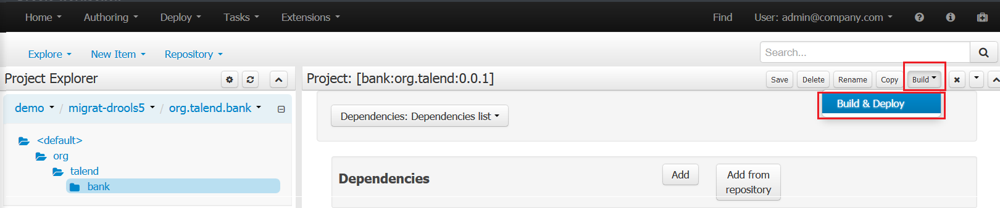 Home Authoring Deploy Tasks Extensions Find User: admin@company.com
Explore New Item Repository Search...
Project Explorer Project: [bank:org.talend:0.0.1] Save Delete Rename Copy Build
demo / migrat-drools5 / org.talend.bank Dependencies: Dependencies list Build & Deploy
<default>
org
talend
bank
Dependencies Add Add from
repository